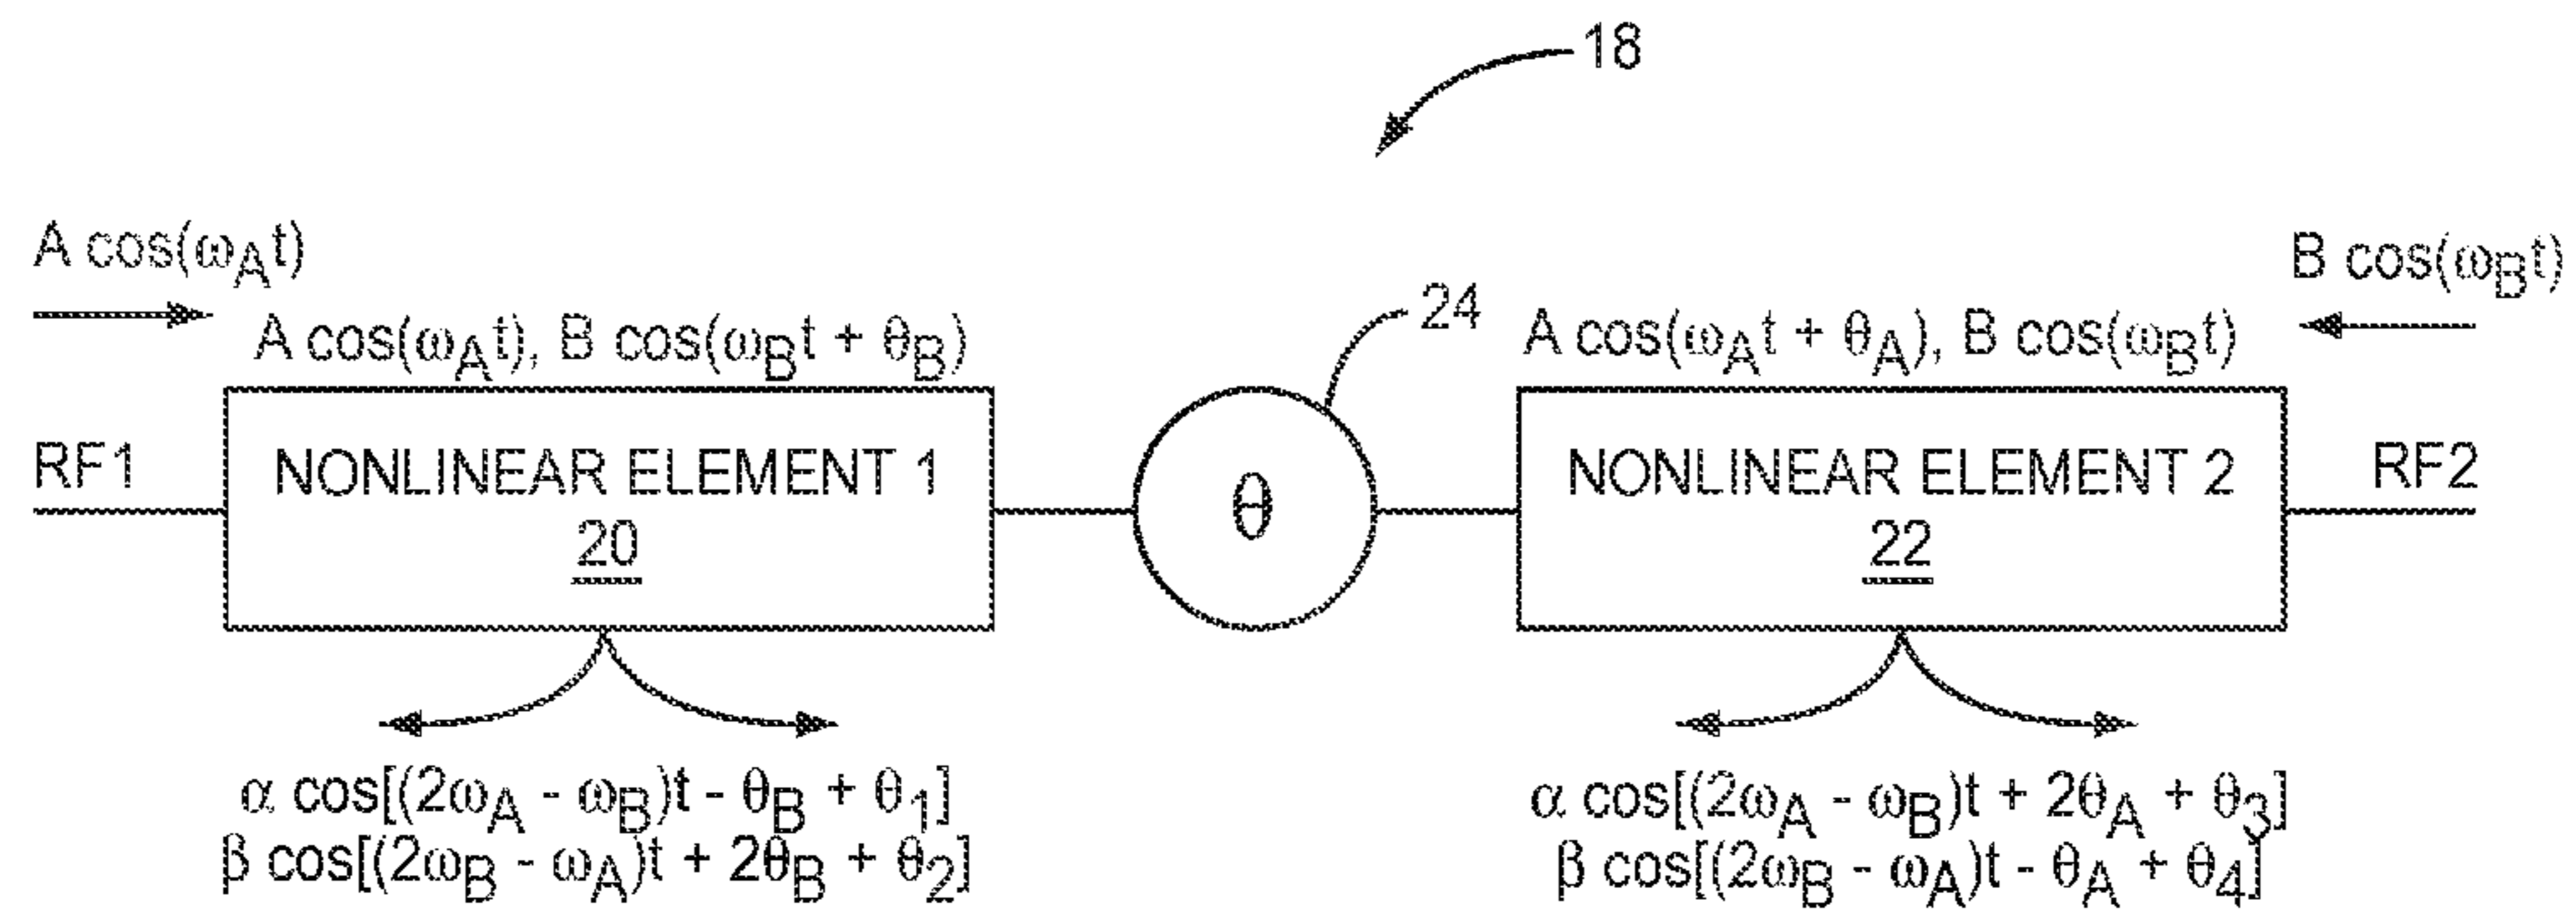 18
A cos(ωAt)
B cos(ωBt)
A cos(ωAt), B cos(ωBt + θB)
24
A cos(ωAt + θA), B cos(ωBt)
RF1
NONLINEAR ELEMENT 1
20
θ
NONLINEAR ELEMENT 2
22
RF2
α cos[(2ωA - ωB)t - θB + θ1]
β cos[(2ωB - ωA)t + 2θB + θ2]
α cos[(2ωA - ωB)t + 2θA + θ3]
β cos[(2ωB - ωA)t - θA + θ4]